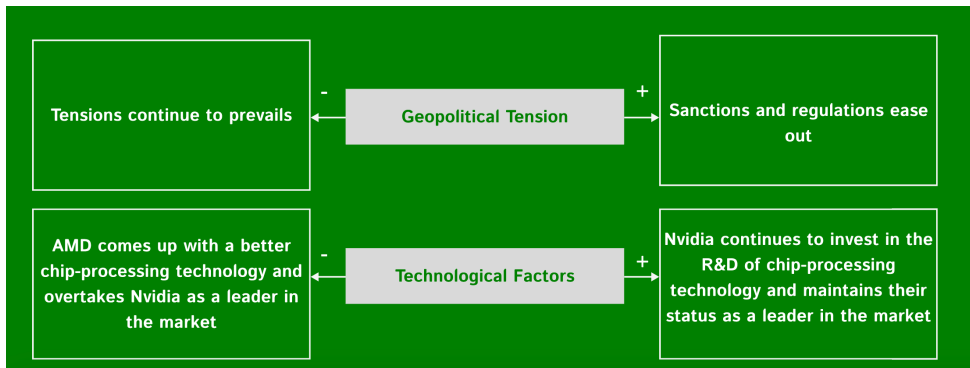 Tensions continue to prevails
-
Geopolitical Tension
+
Sanctions and regulations ease
out
AMD comes up with a better
chip-processing technology and
overtakes Nvidia as a leader in
the market
-
Technological Factors
+
Nvidia continues to invest in the
R&D of chip-processing
technology and maintains their
status as a leader in the market